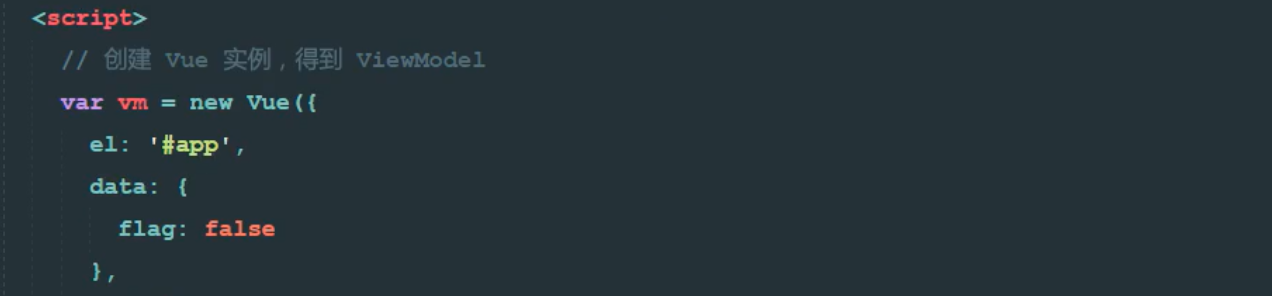 <script>
// 创建 Vue 实例，得到 ViewModel
var vm = new Vue({
el: '#app',
data: {
flag: false
},